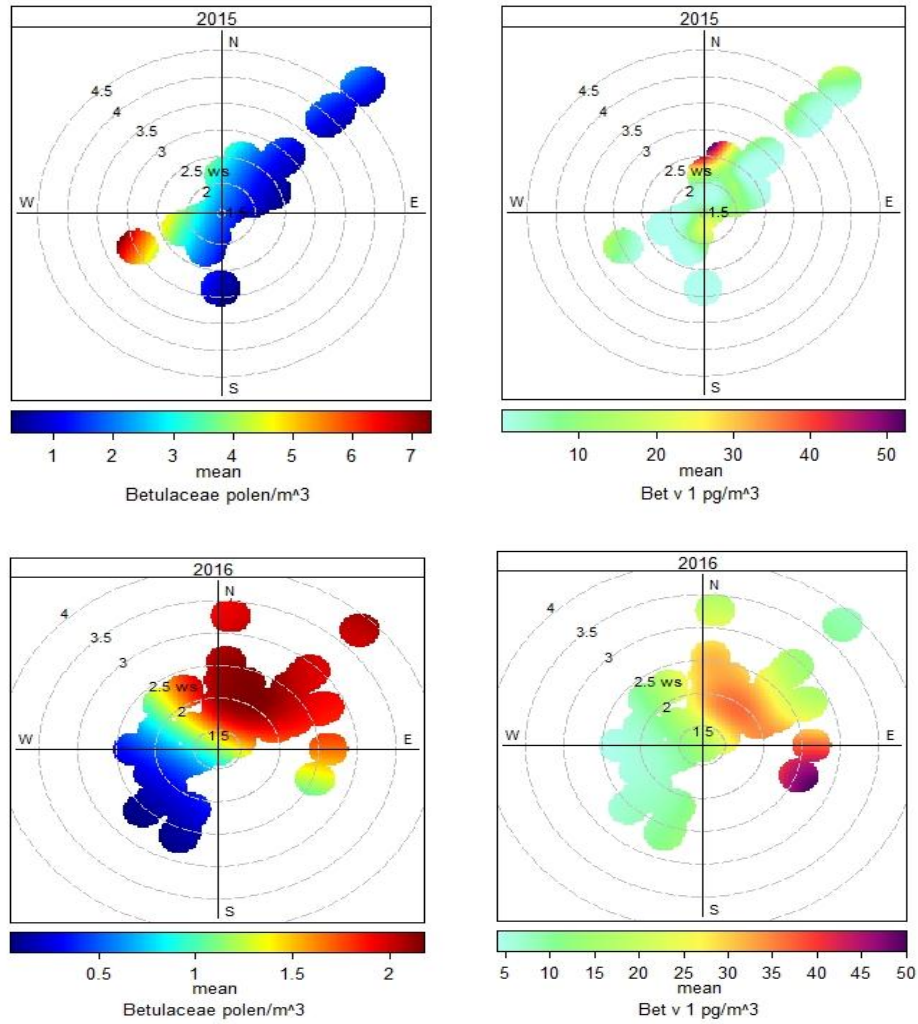 2015
N
4.5
4
3.5
3
2.5 ws
2
1.5
W
E
S
1 2 3 4 5 6 7
mean
Betulaceae polen/m^3
2015
N
4.5
4
3.5
3
2.5 ws
2
1.5
W
E
S
10 20 30 40 50
mean
Bet v 1 pg/m^3
2016
N
4
3.5
3
2.5 ws
2
1.5
W
E
S
0.5 1 1.5 2
mean
Betulaceae polen/m^3
2016
N
4
3.5
3
2.5 ws
2
1.5
W
E
S
5 10 15 20 25 30 35 40 45 50
mean
Bet v 1 pg/m^3